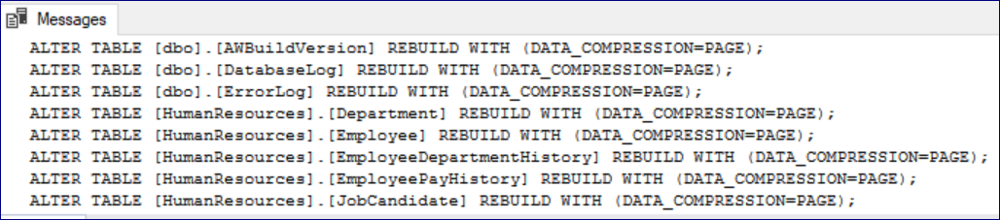 Messages
ALTER TABLE [dbo].[AWBuildVersion] REBUILD WITH (DATA_COMPRESSION=PAGE);
ALTER TABLE [dbo].[DatabaseLog] REBUILD WITH (DATA_COMPRESSION=PAGE);
ALTER TABLE [dbo].[ErrorLog] REBUILD WITH (DATA_COMPRESSION=PAGE);
ALTER TABLE [HumanResources].[Department] REBUILD WITH (DATA_COMPRESSION=PAGE);
ALTER TABLE [HumanResources].[Employee] REBUILD WITH (DATA_COMPRESSION=PAGE);
ALTER TABLE [HumanResources].[EmployeeDepartmentHistory] REBUILD WITH (DATA_COMPRESSION=PAGE);
ALTER TABLE [HumanResources].[EmployeePayHistory] REBUILD WITH (DATA_COMPRESSION=PAGE);
ALTER TABLE [HumanResources].[JobCandidate] REBUILD WITH (DATA_COMPRESSION=PAGE);